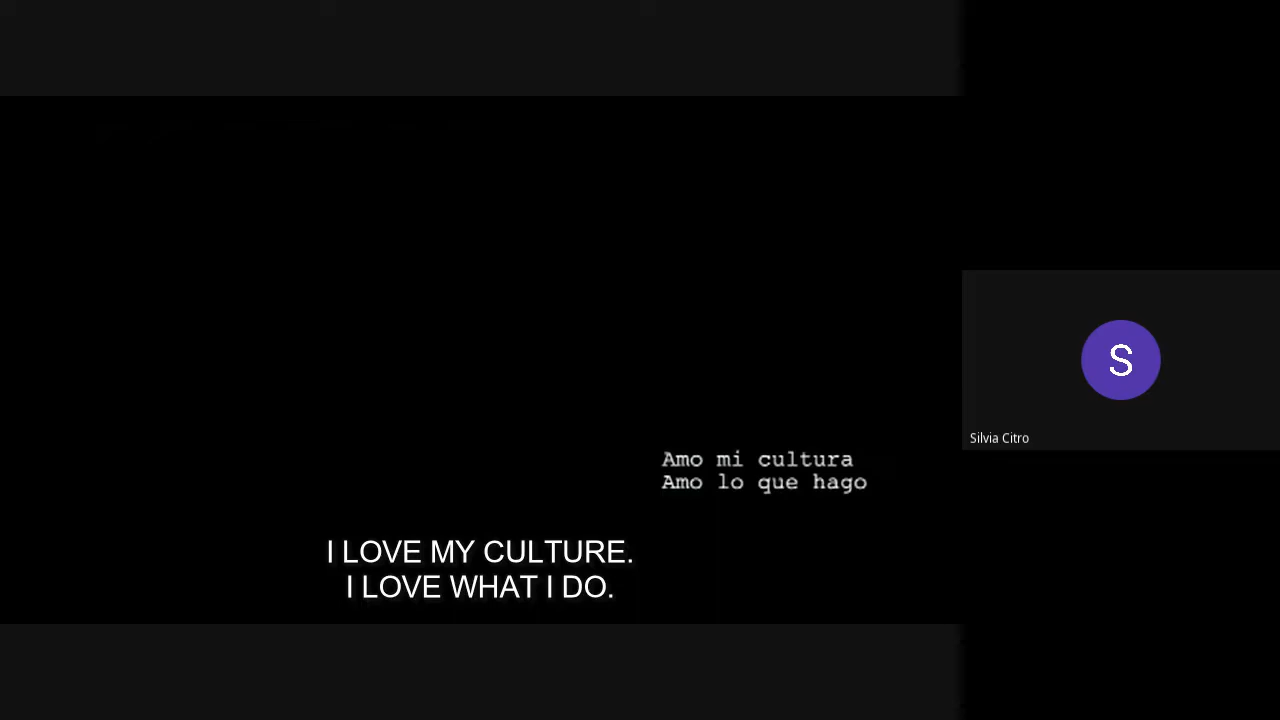 Amo mi cultura
Amo lo que hago
I LOVE MY CULTURE.
I LOVE WHAT I DO.
S
Silvia Citro